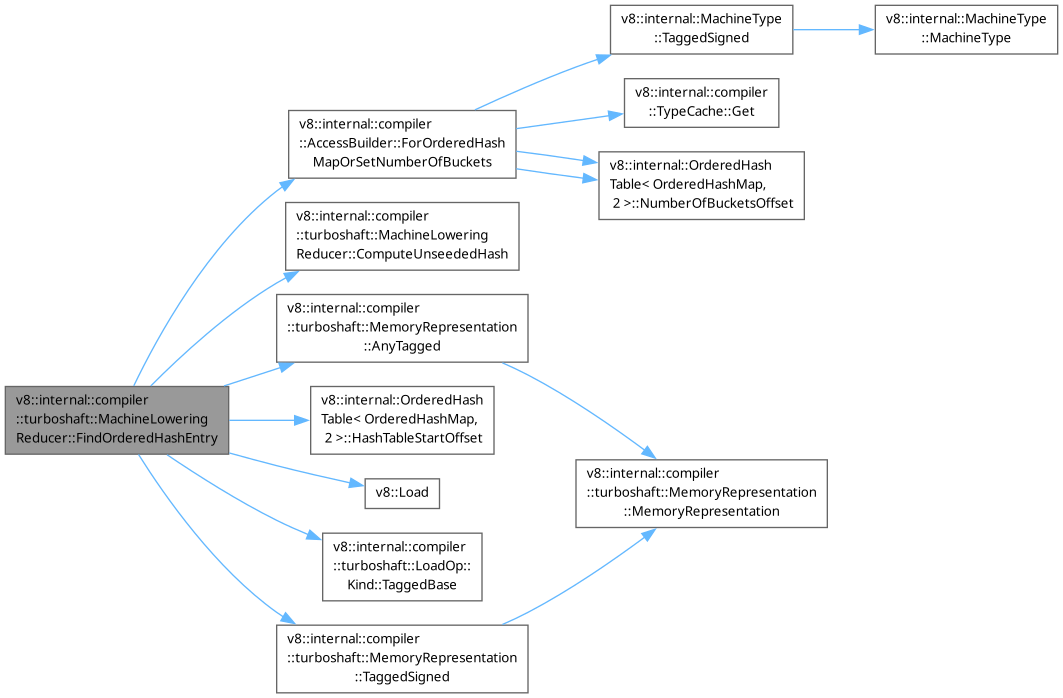 v8::internal::MachineType
::TaggedSigned
v8::internal::MachineType
::MachineType
v8::internal::compiler
::TypeCache::Get
v8::internal::compiler
::AccessBuilder::ForOrderedHash
MapOrSetNumberOfBuckets
v8::internal::OrderedHash
Table< OrderedHashMap,
2 >::NumberOfBucketsOffset
v8::internal::compiler
::turboshaft::MachineLowering
Reducer::ComputeUnseededHash
v8::internal::compiler
::turboshaft::MemoryRepresentation
::AnyTagged
v8::internal::compiler
::turboshaft::MachineLowering
Reducer::FindOrderedHashEntry
v8::internal::OrderedHash
Table< OrderedHashMap,
2 >::HashTableStartOffset
v8::Load
v8::internal::compiler
::turboshaft::MemoryRepresentation
::MemoryRepresentation
v8::internal::compiler
::turboshaft::LoadOp::
Kind::TaggedBase
v8::internal::compiler
::turboshaft::MemoryRepresentation
::TaggedSigned